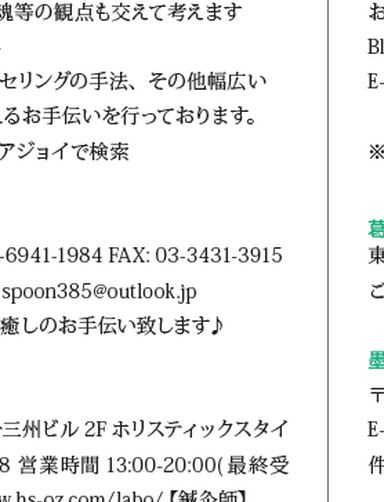 魂等の観点も交えて考えます
セリングの手法、その他幅広い
るお手伝いを行っております。
アジョイで検索
-6941-1984 FAX: 03-3431-3915
spoon385@outlook.jp
癒しのお手伝い致します♪
三州ビル 2F ホリスティックスタイ
8 営業時間 13:00-20:00( 最終受
w.hs-oz.com/labo/【鍼灸師】
お
Bl
E-
※
葛
東
ご
墨
〒
E-
件